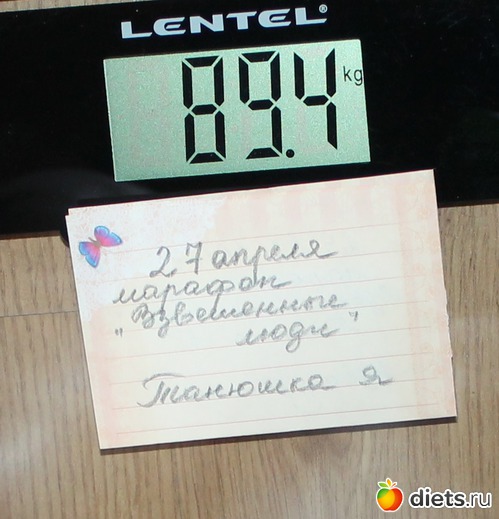 LENTEL®
89.4 kg
27 апреля
марафон
"Взвешенные
люди"
Танюшка я
diets.ru